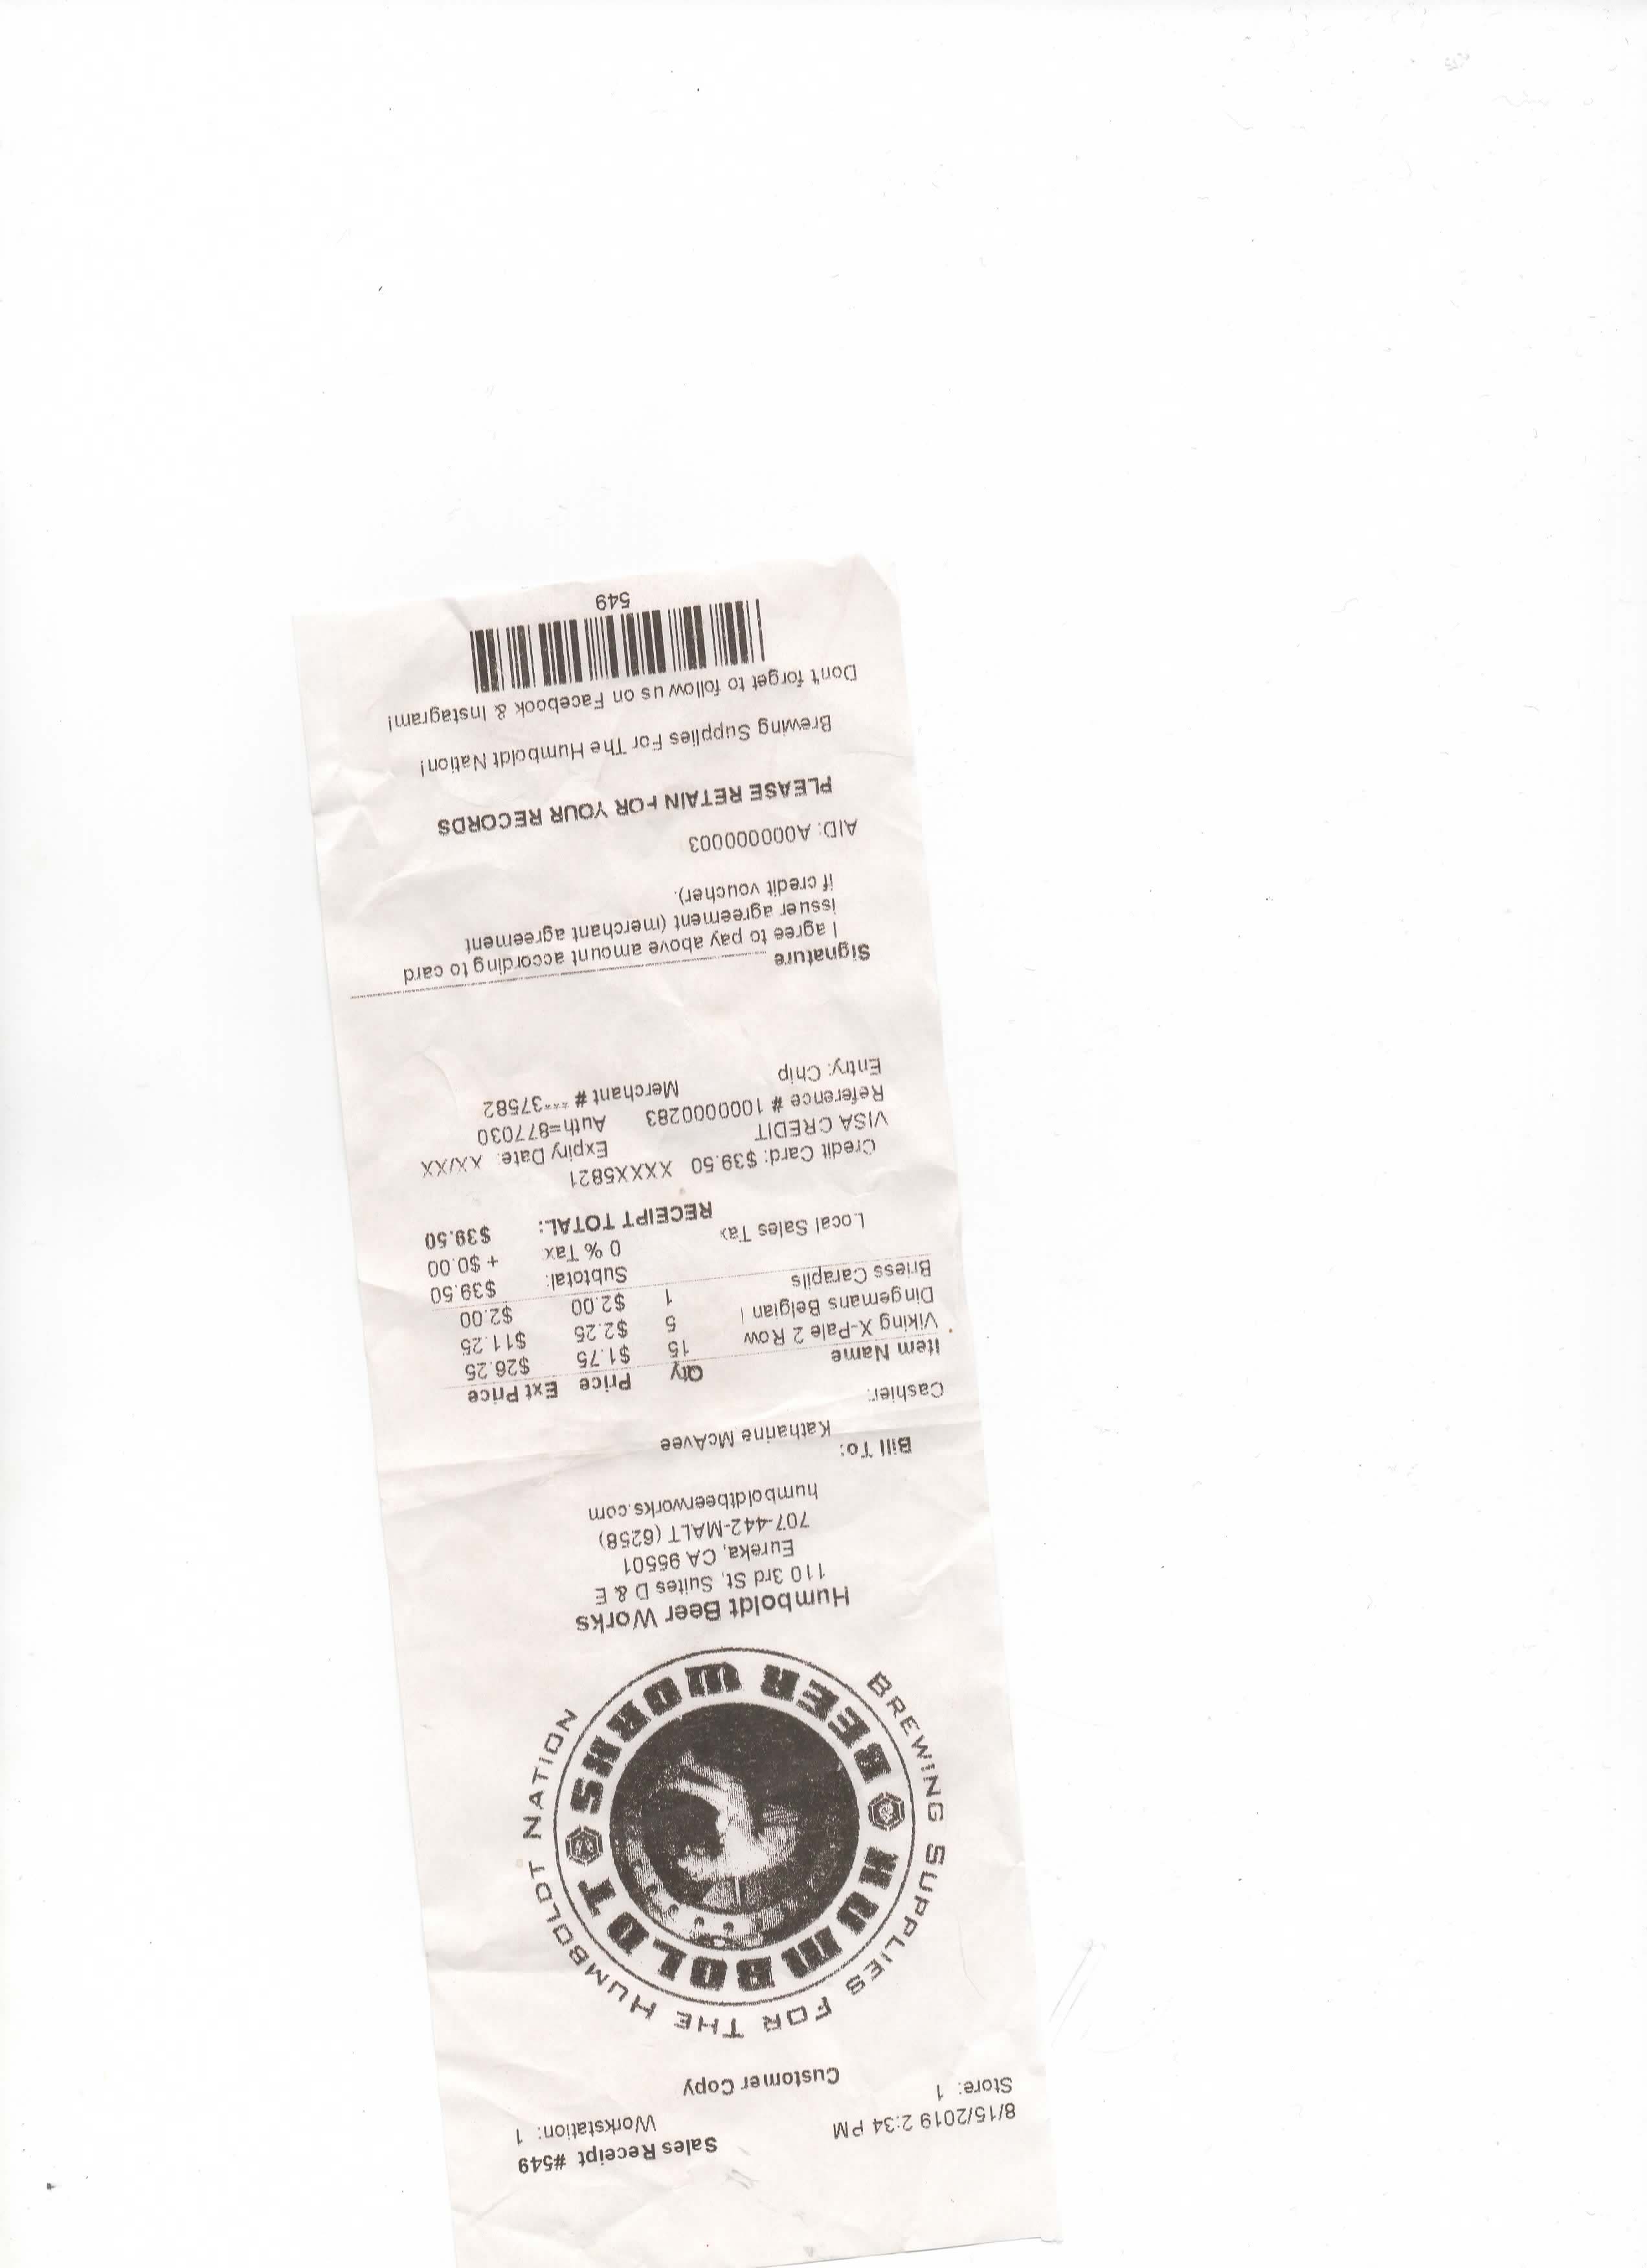 Sales Receipt #549
8/15/2019 2:34 PM
Store: 1 Workstation: 1
Customer Copy
BREWING SUPPLIES FOR THE HUMBOLDT NATION
HUMBOLDT BEER WORKS
Humboldt Beer Works
110 3rd St, Suites D & E
Eureka, CA 95501
707-442-MALT (6258)
humboldtbeerworks.com
Bill To: Katharine McAvee
Cashier:
Item Name Qty Price Ext Price
Viking X-Pale 2 Row 15 $1.75 $26.25
Dingemans Belgian | 5 $2.25 $11.25
Briess Carapils 1 $2.00 $2.00
Subtotal: $39.50
Local Sales Tax 0 % Tax + $0.00
RECEIPT TOTAL: $39.50
Credit Card: $39.50 XXXX5821
VISA CREDIT Expiry Date: XX/XX
Reference # 1000000283 Auth=877030
Entry: Chip Merchant # ***37582
Signature
I agree to pay above amount according to card
issuer agreement (merchant agreement
if credit voucher).
AID: A00000003
PLEASE RETAIN FOR YOUR RECORDS
Brewing Supplies For The Humboldt Nation!
Don't forget to follow us on Facebook & Instagram!
549